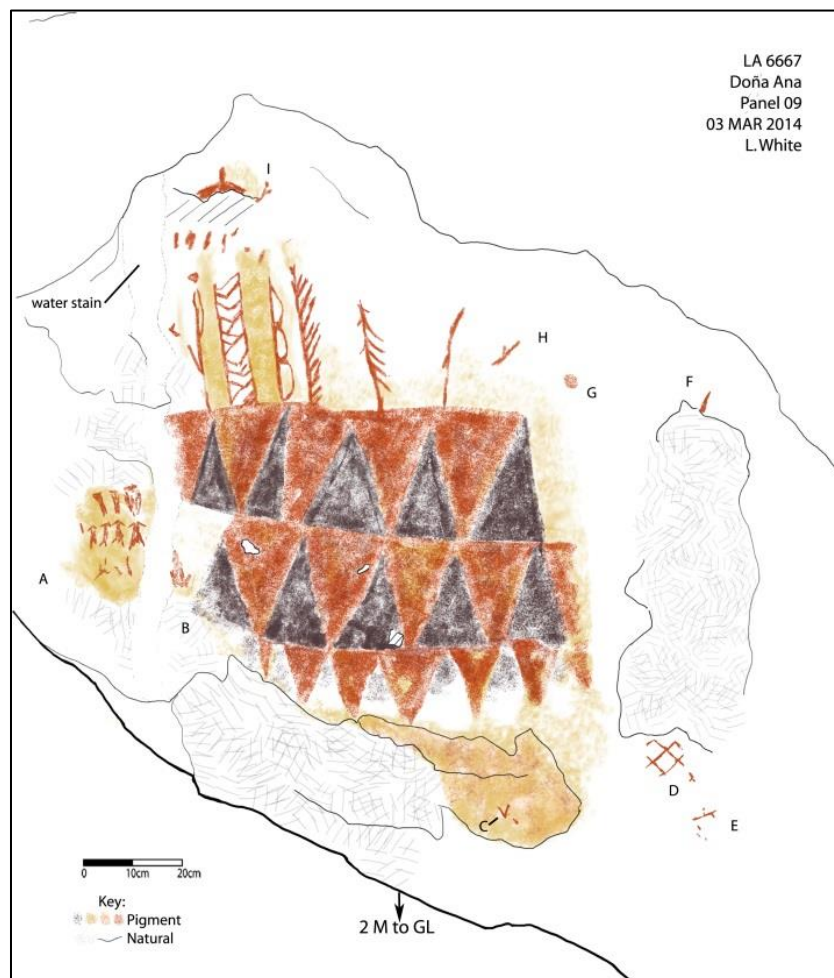 LA 6667
Doña Ana
Panel 09
03 MAR 2014
L. White
I
water stain
H
G
F
A
B
D
C
E
0 10cm 20cm
Key:
Pigment
Natural
2 M to GL